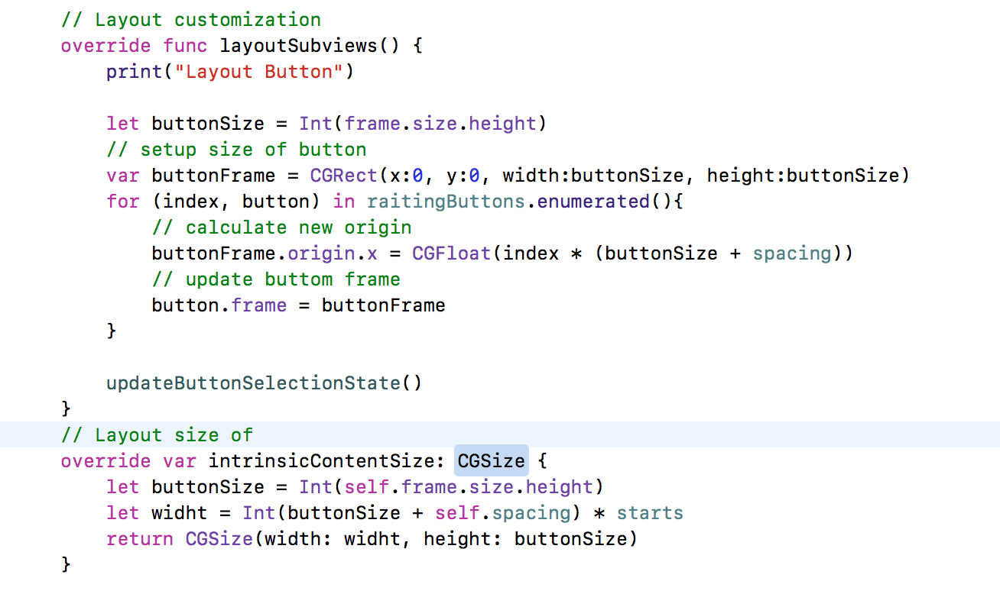 // Layout customization
override func layoutSubviews() {
print("Layout Button")
let buttonSize = Int(frame.size.height)
// setup size of button
var buttonFrame = CGRect(x:0, y:0, width:buttonSize, height:buttonSize)
for (index, button) in raitingButtons.enumerated(){
// calculate new origin
buttonFrame.origin.x = CGFloat(index * (buttonSize + spacing))
// update buttom frame
button.frame = buttonFrame
}
updateButtonSelectionState()
}
// Layout size of
override var intrinsicContentSize: CGSize {
let buttonSize = Int(self.frame.size.height)
let widht = Int(buttonSize + self.spacing) * starts
return CGSize(width: widht, height: buttonSize)
}